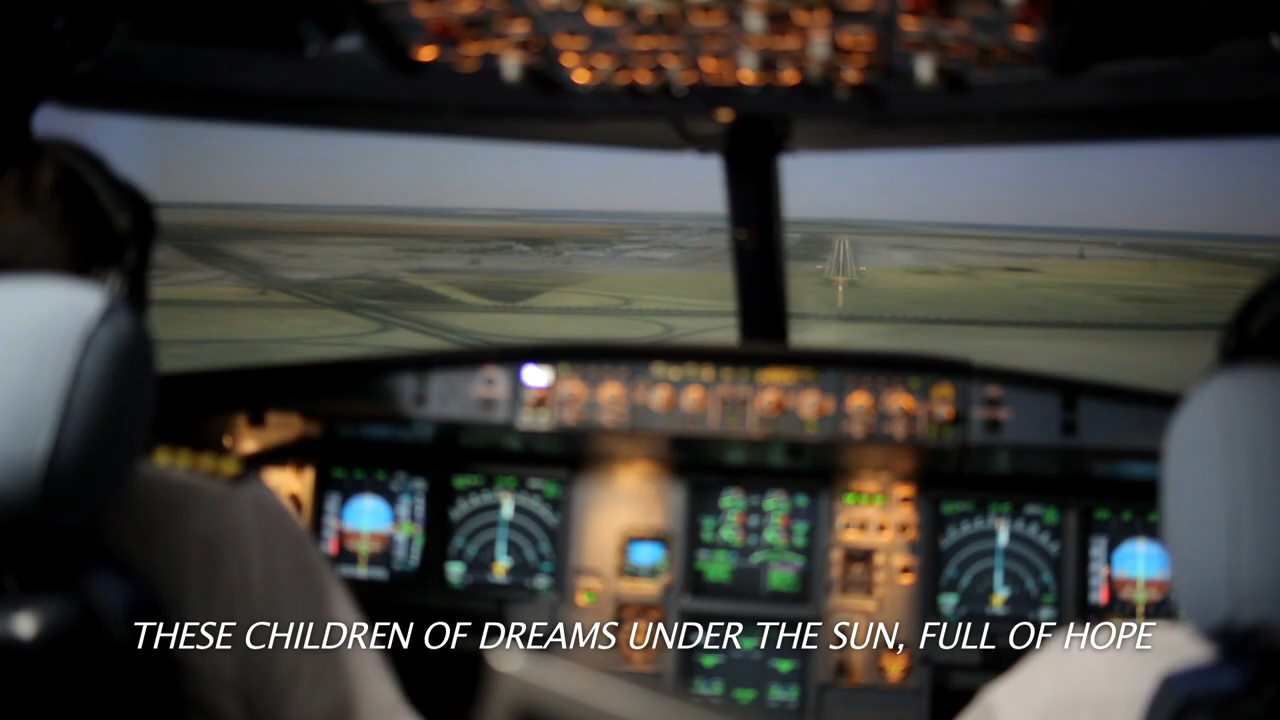 THESE CHILDREN OF DREAMS UNDER THE SUN, FULL OF HOPE